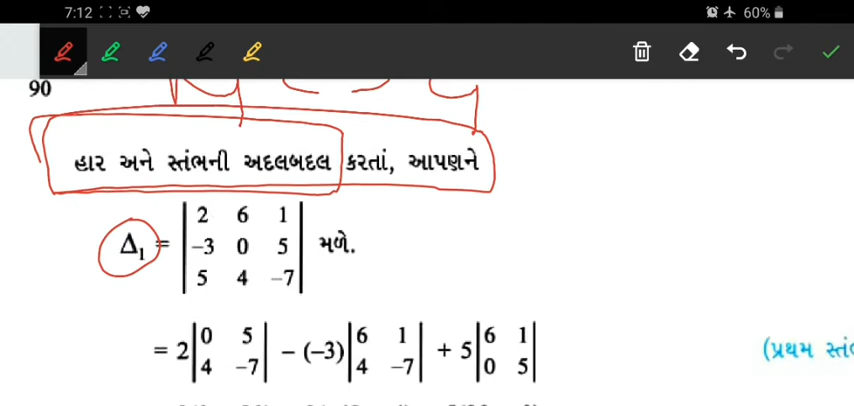 7:12 60%
90
હાર અને સ્તંભની અદલબદલ કરતાં, આપણને
Δ₁ = | 2 6 1 |
| –3 0 5 | મળે.
| 5 4 –7 |
= 2 | 0 5 | – (–3) | 6 1 | + 5 | 6 1 |
| 4 –7 | | 4 –7 | | 0 5 | (પ્રથમ